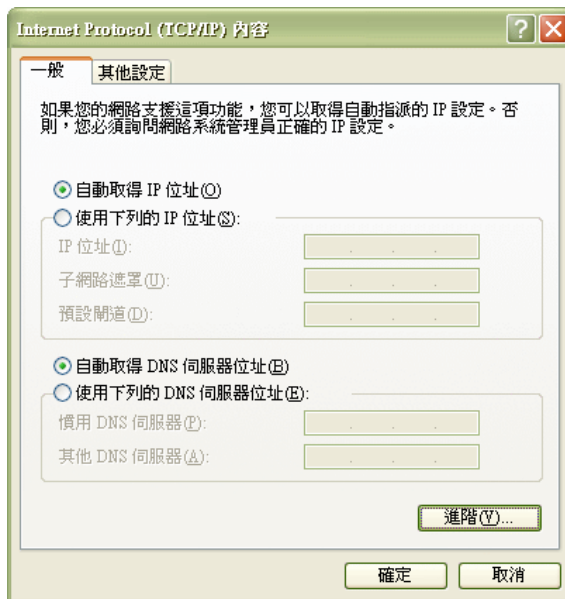 Internet Protocol (TCP/IP) 內容
一般
其他設定
如果您的網路支援這項功能，您可以取得自動指派的 IP 設定。否
則，您必須詢問網路系統管理員正確的 IP 設定。
自動取得 IP 位址(O)
使用下列的 IP 位址(S):
IP 位址(I):
子網路遮罩(U):
預設閘道(D):
自動取得 DNS 伺服器位址(B)
使用下列的 DNS 伺服器位址(E):
慣用 DNS 伺服器(P):
其他 DNS 伺服器(A):
進階(V)...
確定
取消